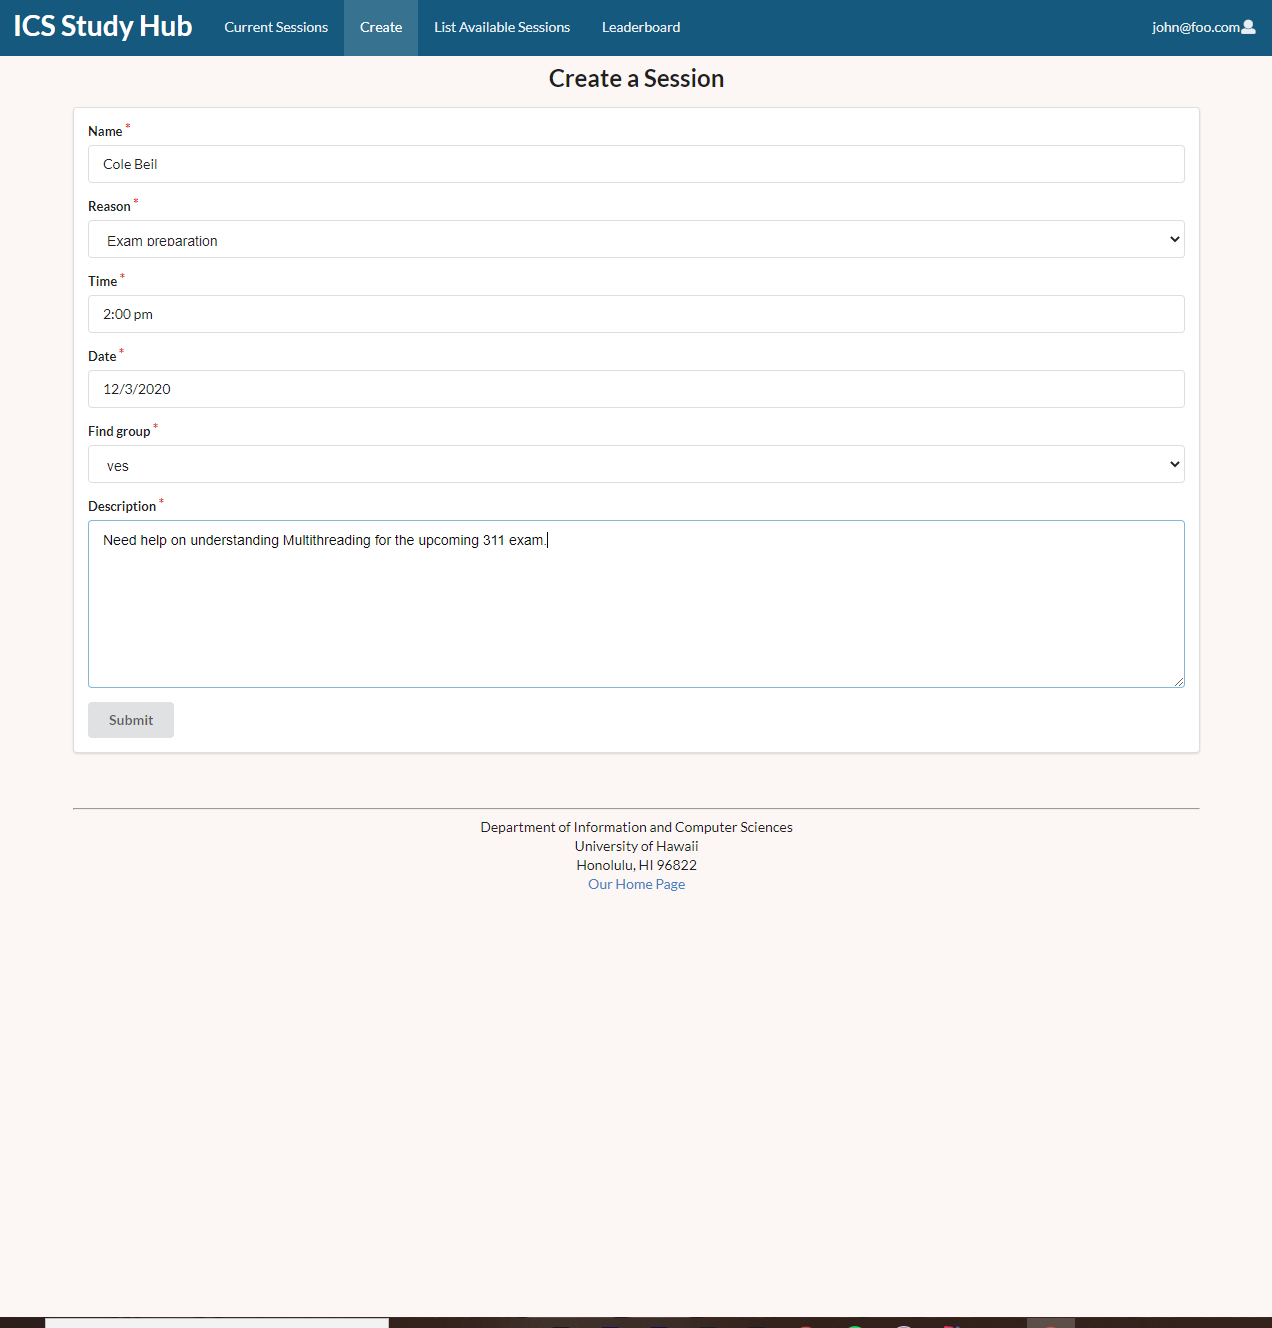 ICS Study Hub Current Sessions Create List Available Sessions Leaderboard john@foo.com
Create a Session
Name *
Cole Beil
Reason *
Exam preparation
Time *
2:00 pm
Date *
12/3/2020
Find group *
yes
Description *
Need help on understanding Multithreading for the upcoming 311 exam.
Submit
Department of Information and Computer Sciences
University of Hawaii
Honolulu, HI 96822
Our Home Page